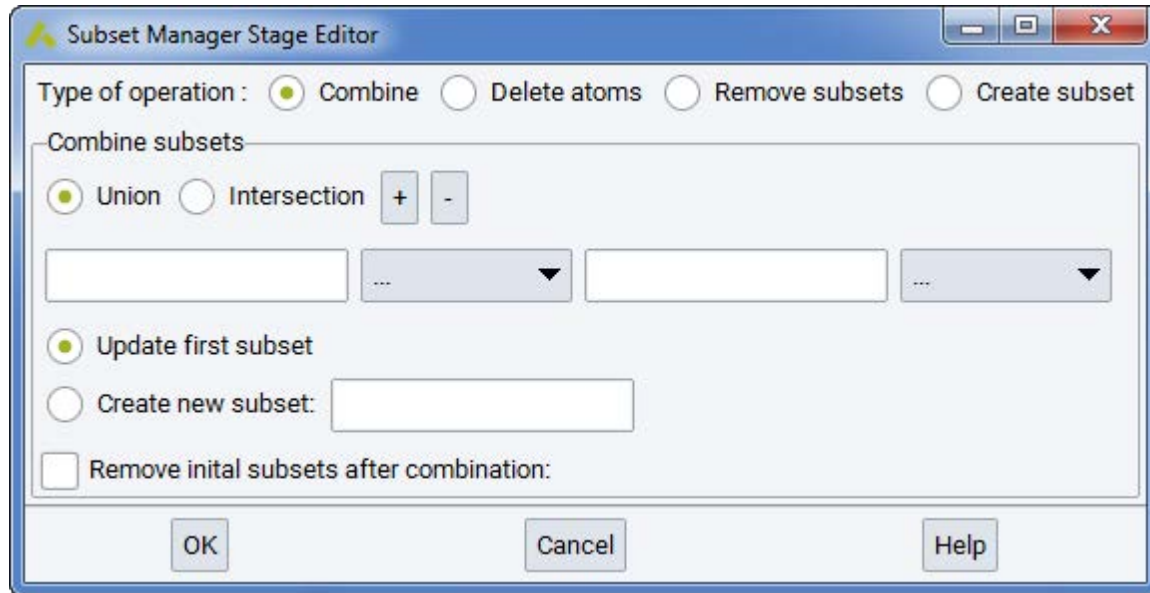 Subset Manager Stage Editor
Type of operation : Combine Delete atoms Remove subsets Create subset
Combine subsets
Union Intersection + -
... ...
Update first subset
Create new subset:
Remove inital subsets after combination:
OK Cancel Help